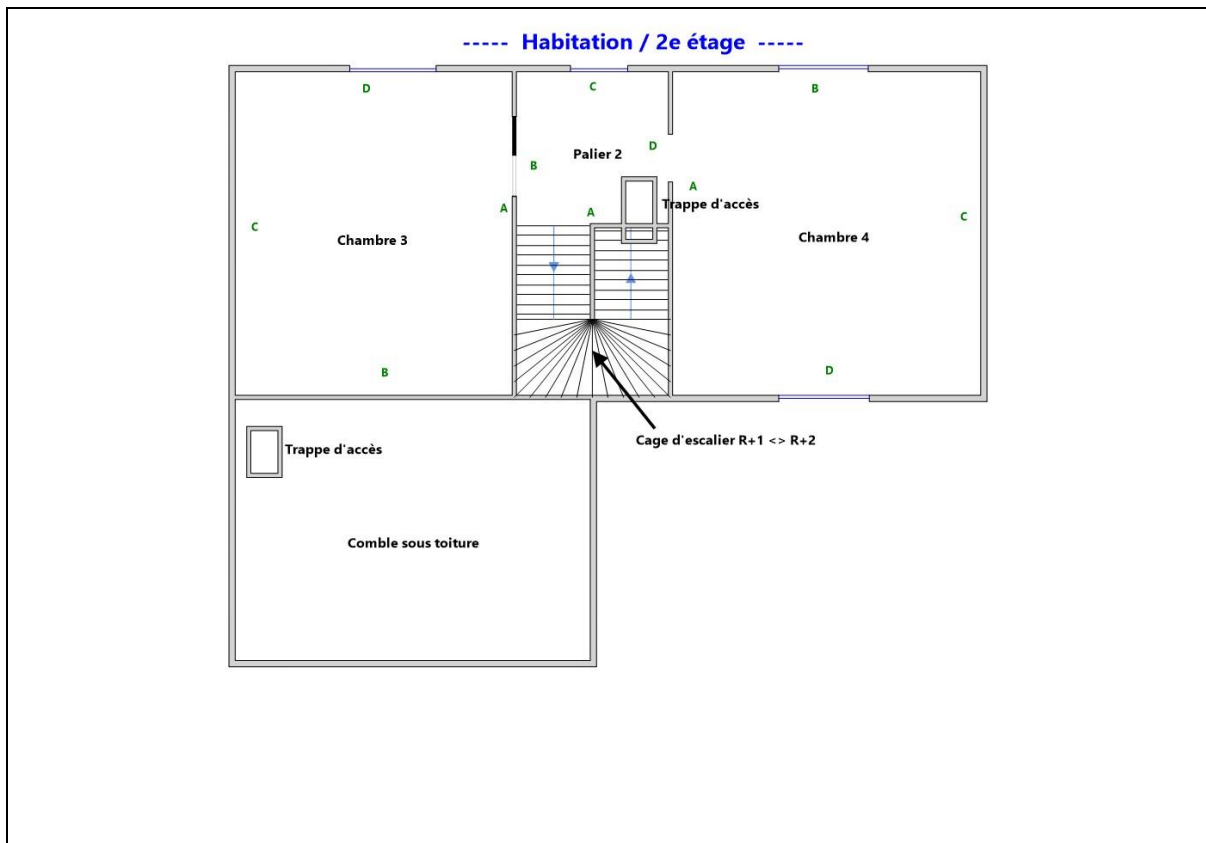 ----- Habitation / 2e étage -----
D
C
B
Palier 2
D
B
A
Trappe d'accès
A
A
C
C
Chambre 3
Chambre 4
B
D
Cage d'escalier R+1 <> R+2
Trappe d'accès
Comble sous toiture